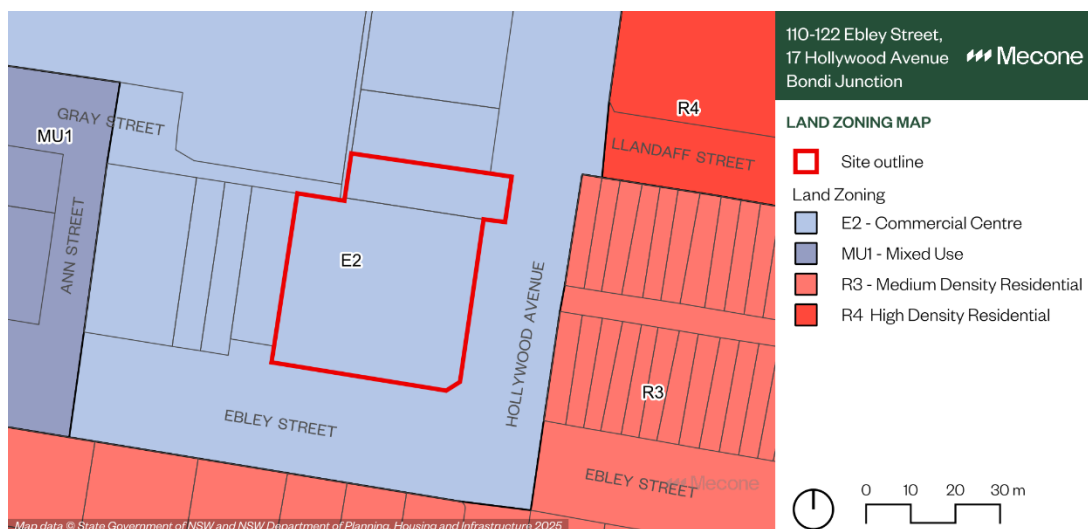 GRAY STREET
MU1
ANN STREET
E2
EBLEY STREET
HOLLYWOOD AVENUE
R4
LLANDAFF STREET
R3
EBLEY STREET
Mecone
Map data © State Government of NSW and NSW Department of Planning, Housing and Infrastructure 2025
110-122 Ebley Street,
17 Hollywood Avenue
Bondi Junction
Mecone
LAND ZONING MAP
Site outline
Land Zoning
E2 - Commercial Centre
MU1 - Mixed Use
R3 - Medium Density Residential
R4 High Density Residential
0 10 20 30 m